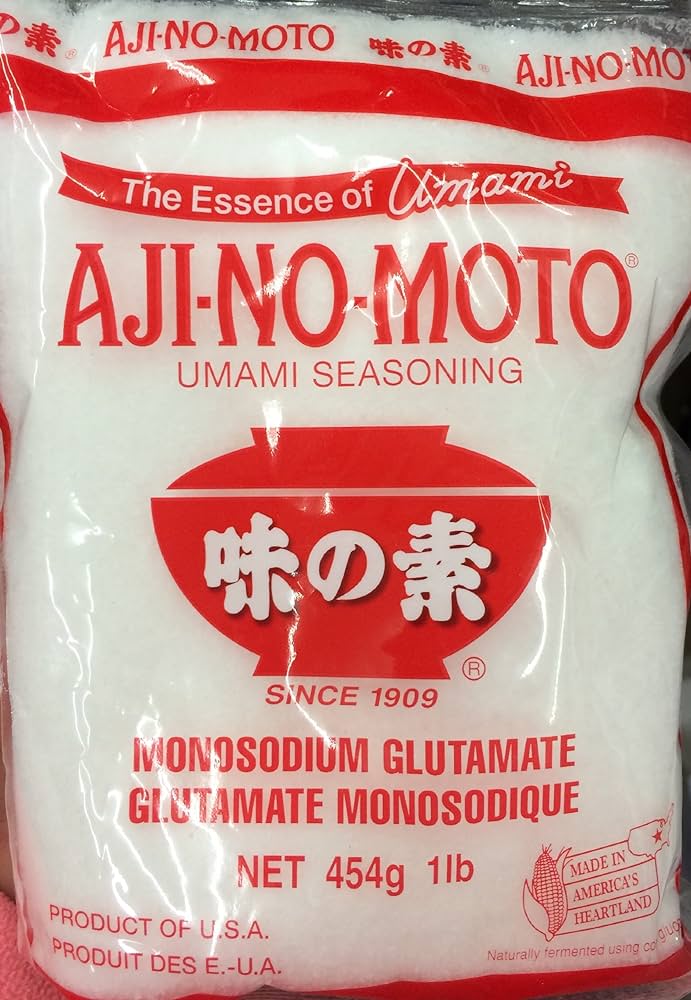 の素® AJI-NO-MOTO® 味の素® AJI-NO-MO
The Essence of Umami
AJI-NO-MOTO®
UMAMI SEASONING
味の素
®
SINCE 1909
MONOSODIUM GLUTAMATE
GLUTAMATE MONOSODIQUE
NET 454g 1lb
MADE IN
AMERICA'S
HEARTLAND
PRODUCT OF U.S.A.
PRODUIT DES E.-U.A.
Naturally fermented using